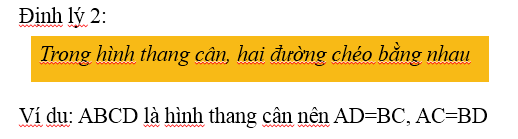 Định lý 2:
Trong hình thang cân, hai đường chéo bằng nhau
Ví dụ: ABCD là hình thang cân nên AD=BC, AC=BD